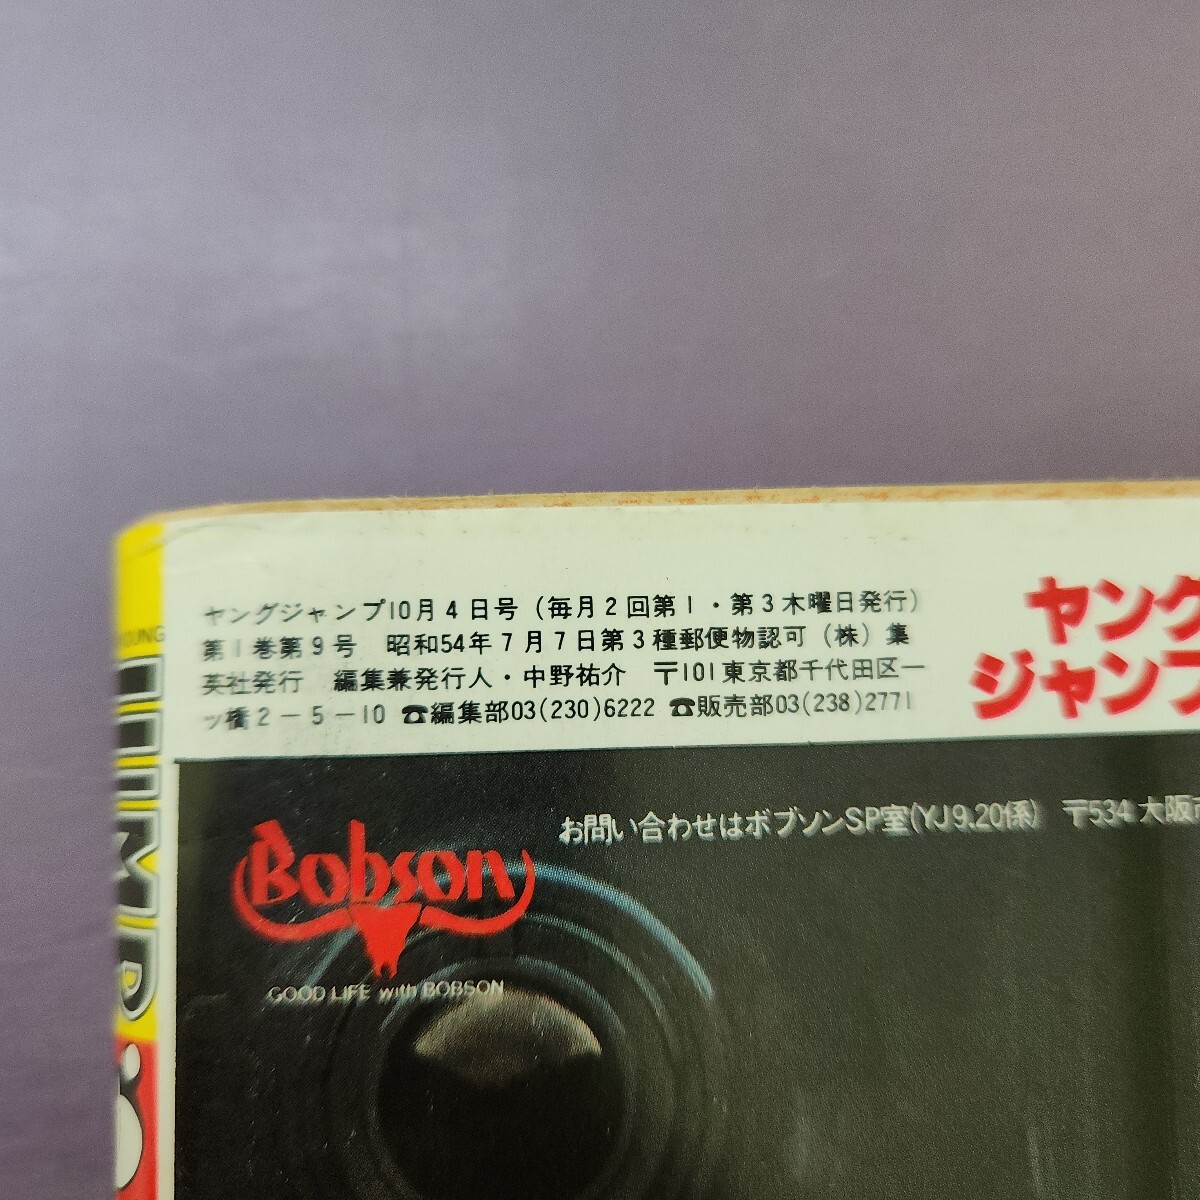 ヤングジャンプ10月4日号（毎月2回第1・第3木曜日発行）
第1巻第9号　昭和54年7月7日第3種郵便物認可（株）集
英社発行　編集兼発行人・中野祐介　〒101東京都千代田区一
ッ橋2－5－10 ☎編集部03(230)6222 ☎販売部03(238)2771
ヤング
ジャンプ
お問い合わせはボブソンSP室(YJ9.20係)　〒534 大阪市
Bobson
GOOD LIFE with BOBSON
YOUNG
JUMP